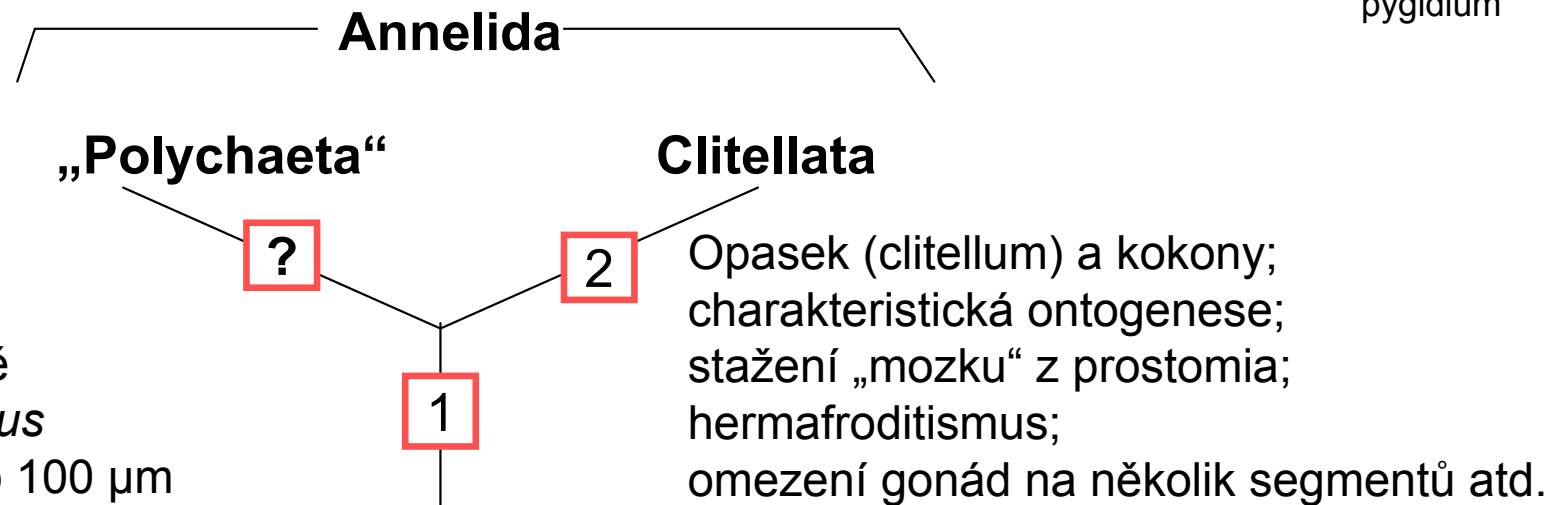 pygidium
Annelida
„Polychaeta“
Clitellata
?
2
Opasek (clitellum) a kokony;
charakteristická ontogenese;
stažení „mozku“ z prostomia;
hermafroditismus;
omezení gonád na několik segmentů atd.
1
us
100 μm